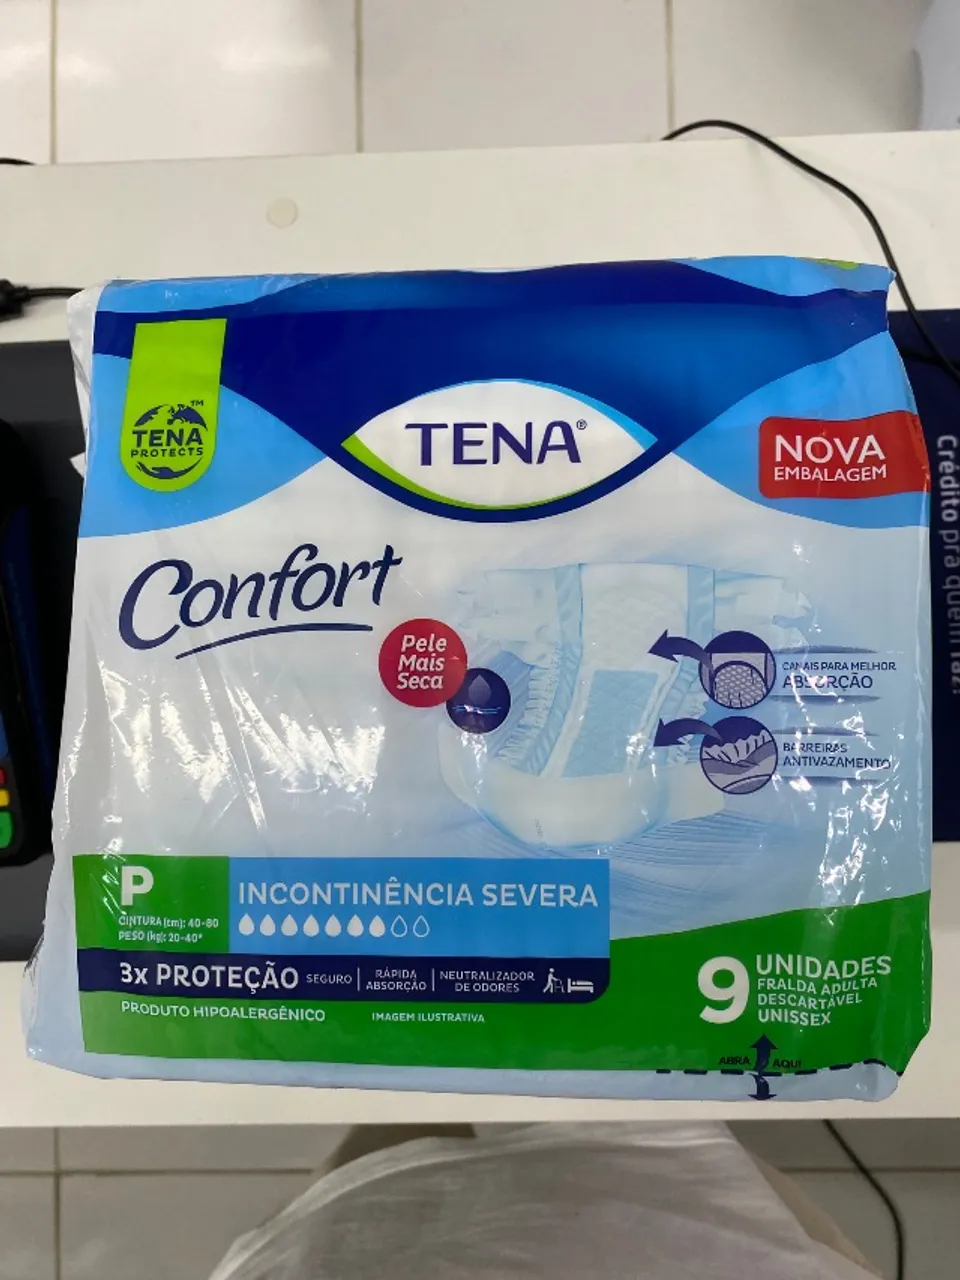 TENA
PROTECTS
™
TENA®
NOVA
EMBALAGEM
Confort
Pele
Mais
Seca
CANAIS PARA MELHOR
ABSORÇÃO
BARREIRAS
ANTIVAZAMENTO
P
CINTURA (cm): 40-80
PESO (kg): 20-40*
INCONTINÊNCIA SEVERA
3x PROTEÇÃO
SEGURO
RÁPIDA
ABSORÇÃO
NEUTRALIZADOR
DE ODORES
PRODUTO HIPOALERGÊNICO
IMAGEM ILUSTRATIVA
9 UNIDADES
FRALDA ADULTA
DESCARTÁVEL
UNISSEX
ABRA AQUI
Crédito pra quem faz!